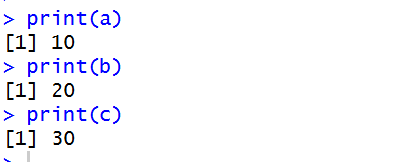 > print(a)
[1] 10
> print(b)
[1] 20
> print(c)
[1] 30
>